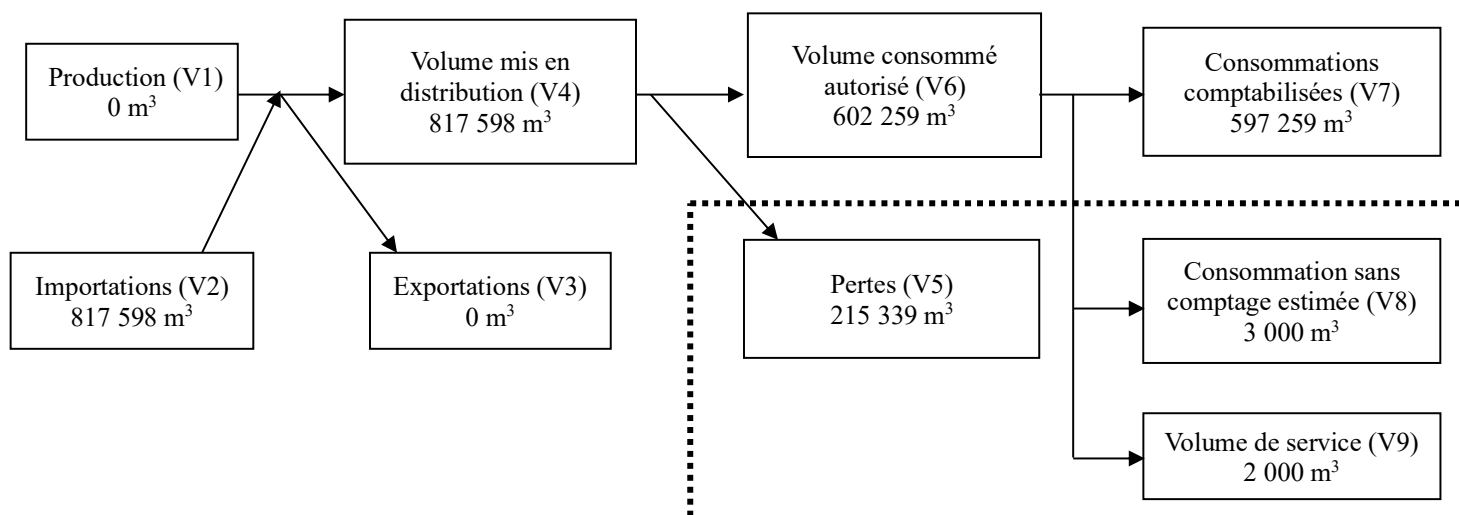 Production (V1)
0 m³
Volume mis en
distribution (V4)
817 598 m³
Volume consommé
autorisé (V6)
602 259 m³
Consommations
comptabilisées (V7)
597 259 m³
Importations (V2)
817 598 m³
Exportations (V3)
0 m³
Pertes (V5)
215 339 m³
Consommation sans
comptage estimée (V8)
3 000 m³
Volume de service (V9)
2 000 m³